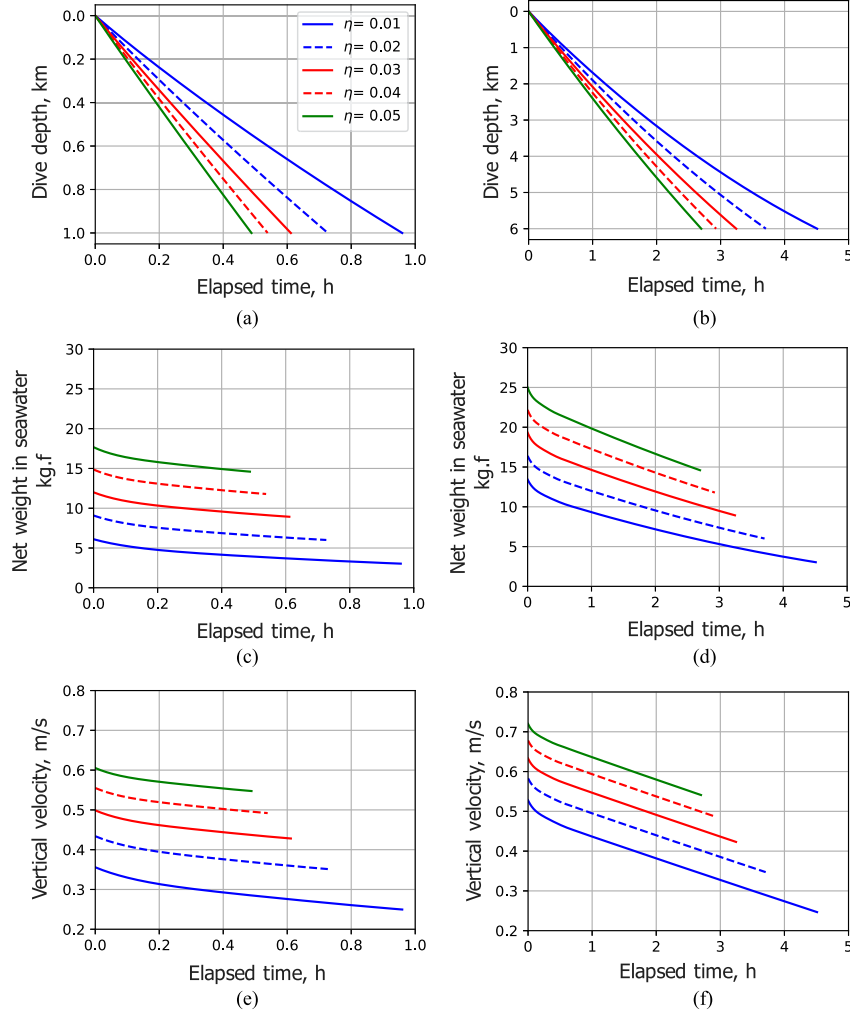 0.0
0.2
0.4
0.6
0.8
1.0
Dive depth, km
η= 0.01
η= 0.02
η= 0.03
η= 0.04
η= 0.05
0.0 0.2 0.4 0.6 0.8 1.0
Elapsed time, h
(a)
0
1
2
3
4
5
6
Dive depth, km
0 1 2 3 4 5
Elapsed time, h
(b)
30
25
20
15
10
5
0
Net weight in seawater
kg.f
0.0 0.2 0.4 0.6 0.8 1.0
Elapsed time, h
(c)
30
25
20
15
10
5
0
Net weight in seawater
kg.f
0 1 2 3 4 5
Elapsed time, h
(d)
0.8
0.7
0.6
0.5
0.4
0.3
0.2
Vertical velocity, m/s
0.0 0.2 0.4 0.6 0.8 1.0
Elapsed time, h
(e)
0.8
0.7
0.6
0.5
0.4
0.3
0.2
Vertical velocity, m/s
0 1 2 3 4 5
Elapsed time, h
(f)